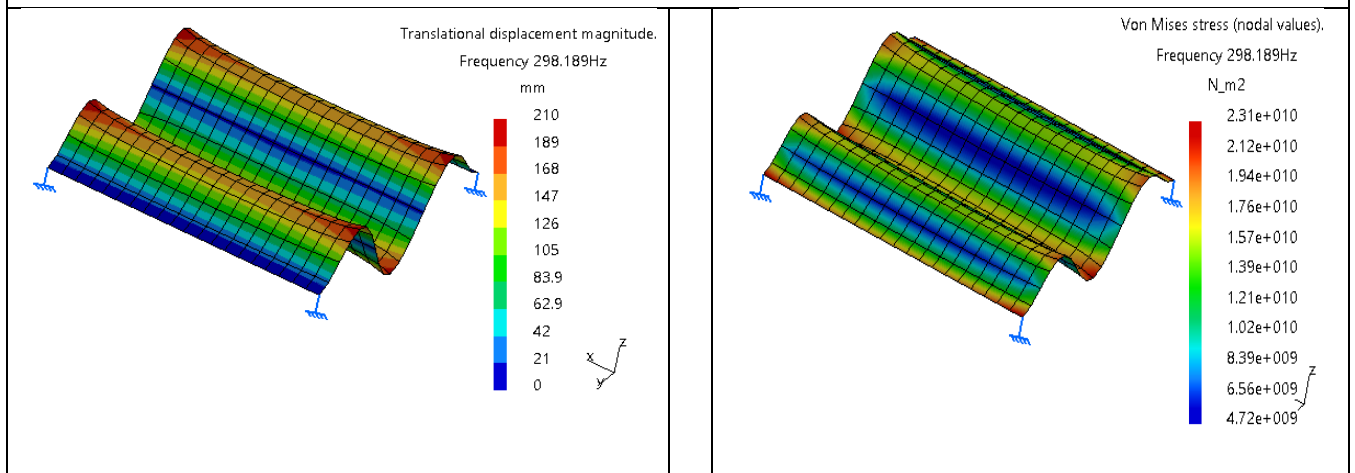 Translational displacement magnitude.
Frequency 298.189Hz
mm
210
189
168
147
126
105
83.9
62.9
42
21
0
x
y
z
Von Mises stress (nodal values).
Frequency 298.189Hz
N_m2
2.31e+010
2.12e+010
1.94e+010
1.76e+010
1.57e+010
1.39e+010
1.21e+010
1.02e+010
8.39e+009
6.56e+009
4.72e+009
z